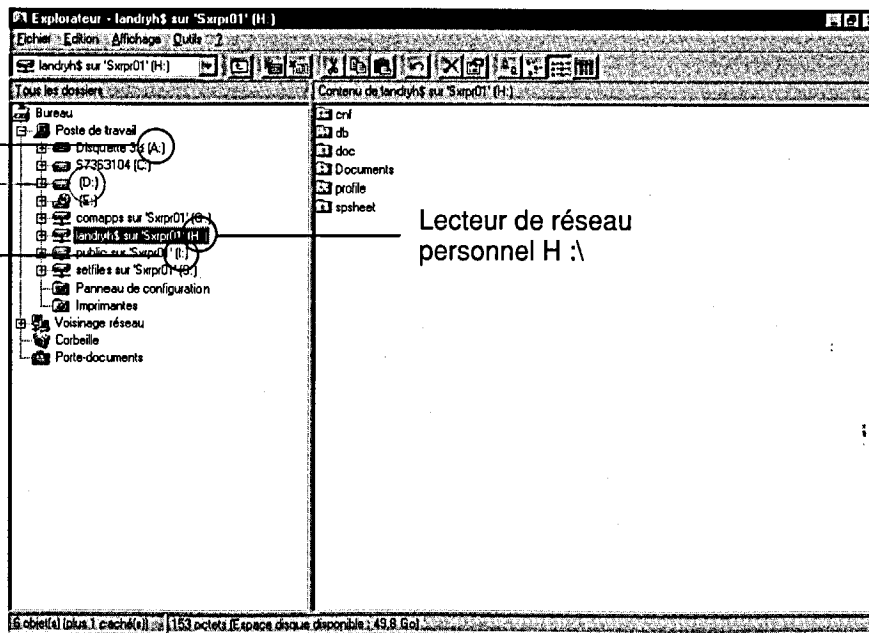 Explorateur - landryh$ sur 'Sxrpr01' (H:)
Fichier Edition Affichage Outils ?
landryh$ sur 'Sxrpr01' (H:)
Tous les dossiers
Contenu de landryh$ sur 'Sxrpr01' (H:)
Bureau
Poste de travail
Disquette 3½ (A:)
S7363104 (C:)
(D:)
(E:)
comapps sur 'Sxrpr01' (G:)
landryh$ sur 'Sxrpr01' (H:)
public sur 'Sxrpr01' (I:)
setfiles sur 'Sxrpr01' (S:)
Panneau de configuration
Imprimantes
Voisinage réseau
Corbeille
Porte-documents
cnf
db
doc
Documents
profile
spsheet
Lecteur de réseau
personnel H :\
6 objet(s) (plus 1 caché(s))
153 octets (Espace disque disponible : 49,8 Go)